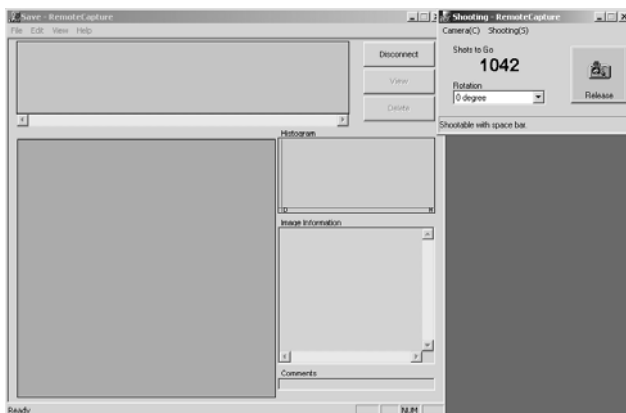 Save - RemoteCapture
File Edit View Help
Disconnect
View
Delete
Histogram
D H
Image Information
Comments
Ready
NUM
Shooting - RemoteCapture
Camera(C) Shooting(S)
Shots to Go
1042
Rotation
0 degree
Release
Shootable with space bar.